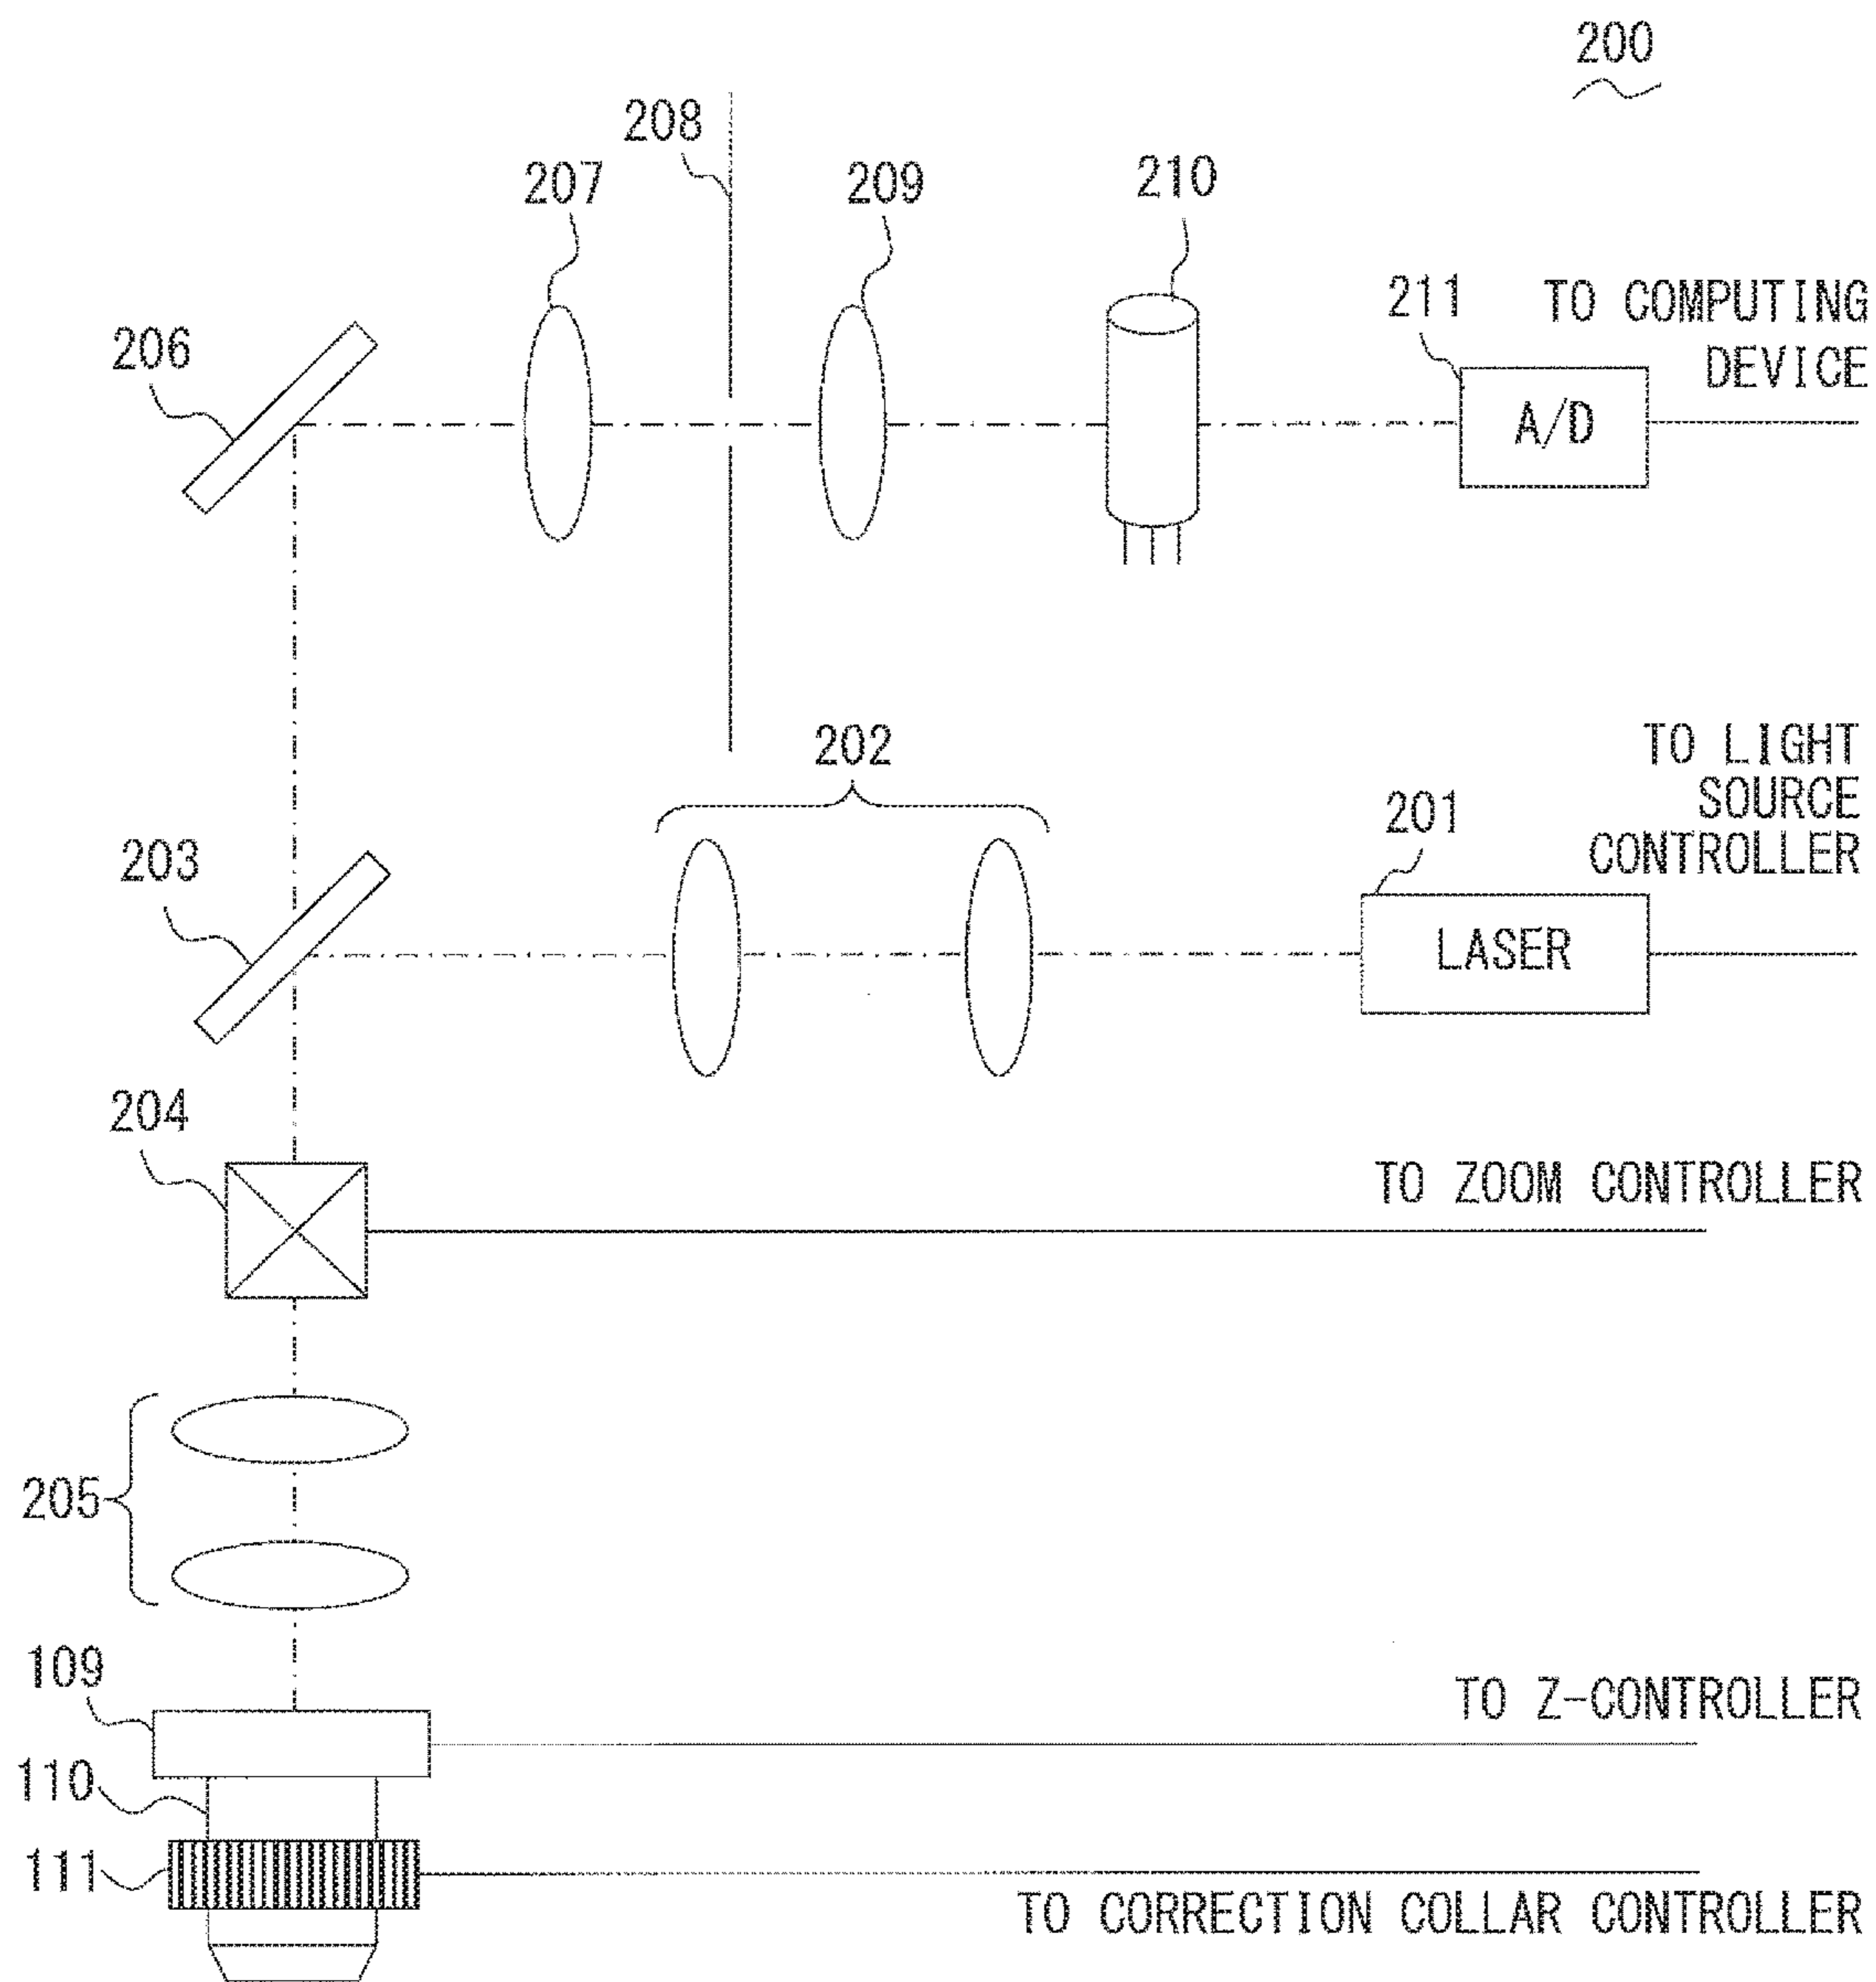 200
208
207
209
210
211
TO COMPUTING
DEVICE
206
A/D
202
TO LIGHT
SOURCE
CONTROLLER
201
203
LASER
204
TO ZOOM CONTROLLER
205
109
TO Z-CONTROLLER
110
111
TO CORRECTION COLLAR CONTROLLER